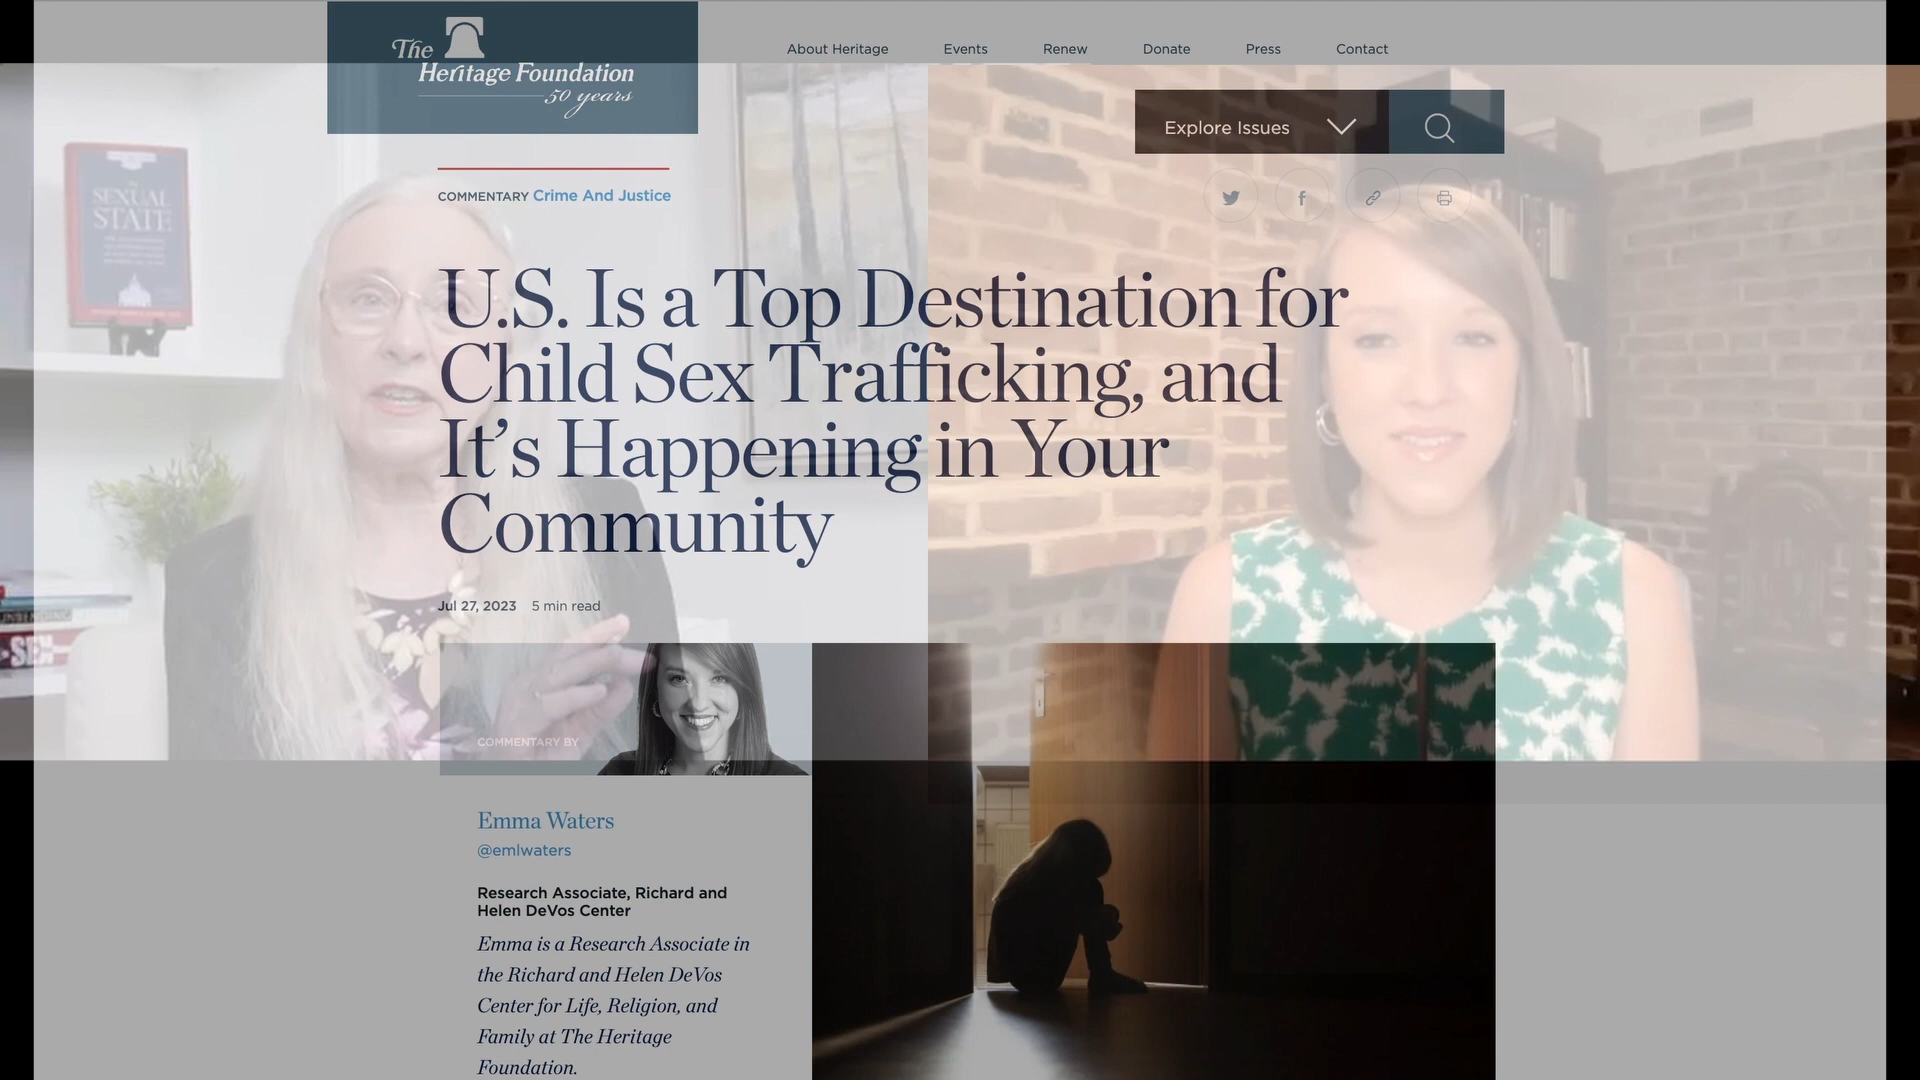 The
Heritage Foundation
50 years
About Heritage
Events
Renew
Donate
Press
Contact
Explore Issues
SEXUAL
STATE
COMMENTARY Crime And Justice
U.S. Is a Top Destination for
Child Sex Trafficking, and
It's Happening in Your
Community
Jul 27, 2023 5 min read
SEX
COMMENTARY BY
Emma Waters
@emlwaters
Research Associate, Richard and
Helen DeVos Center
Emma is a Research Associate in
the Richard and Helen DeVos
Center for Life, Religion, and
Family at The Heritage
Foundation.